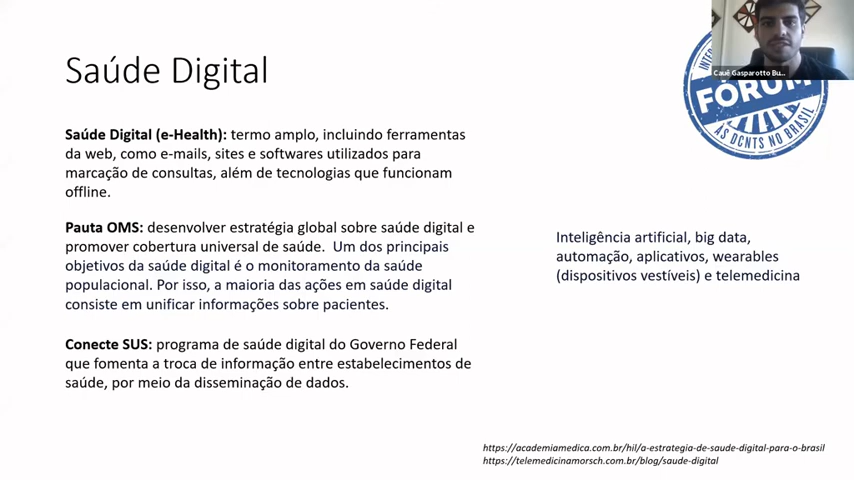 Saúde Digital
Cauê Gasparotto Bu...
INTE
FÓRUM
AS DCNTS NO BRASIL
Saúde Digital (e-Health): termo amplo, incluindo ferramentas
da web, como e-mails, sites e softwares utilizados para
marcação de consultas, além de tecnologias que funcionam
offline.
Pauta OMS: desenvolver estratégia global sobre saúde digital e
promover cobertura universal de saúde. Um dos principais
objetivos da saúde digital é o monitoramento da saúde
populacional. Por isso, a maioria das ações em saúde digital
consiste em unificar informações sobre pacientes.
Conecte SUS: programa de saúde digital do Governo Federal
que fomenta a troca de informação entre estabelecimentos de
saúde, por meio da disseminação de dados.
Inteligência artificial, big data,
automação, aplicativos, wearables
(dispositivos vestíveis) e telemedicina
https://academiamedica.com.br/hil/a-estrategia-de-saude-digital-para-o-brasil
https://telemedicinamorsch.com.br/blog/saude-digital